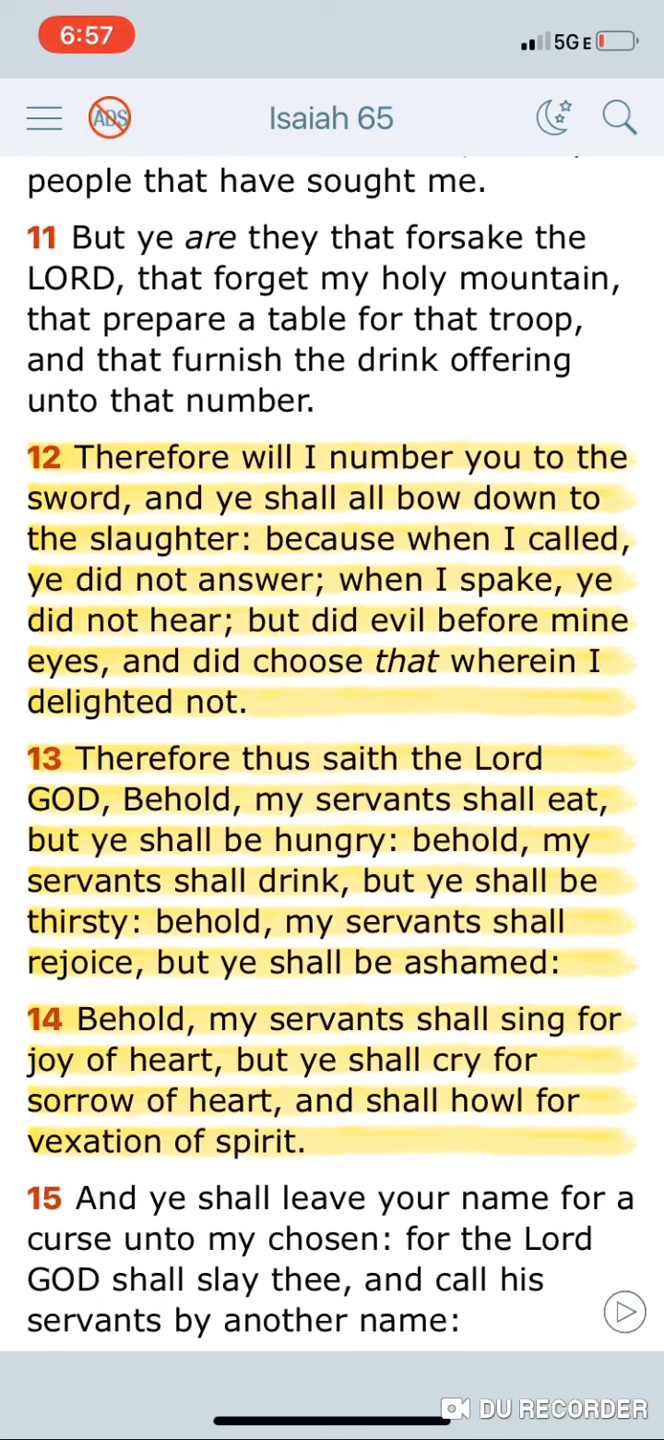 6:57
5GE
ADS
Isaiah 65
people that have sought me.
11 But ye are they that forsake the
LORD, that forget my holy mountain,
that prepare a table for that troop,
and that furnish the drink offering
unto that number.
12 Therefore will I number you to the
sword, and ye shall all bow down to
the slaughter: because when I called,
ye did not answer; when I spake, ye
did not hear; but did evil before mine
eyes, and did choose that wherein I
delighted not.
13 Therefore thus saith the Lord
GOD, Behold, my servants shall eat,
but ye shall be hungry: behold, my
servants shall drink, but ye shall be
thirsty: behold, my servants shall
rejoice, but ye shall be ashamed:
14 Behold, my servants shall sing for
joy of heart, but ye shall cry for
sorrow of heart, and shall howl for
vexation of spirit.
15 And ye shall leave your name for a
curse unto my chosen: for the Lord
GOD shall slay thee, and call his
servants by another name:
DU RECORDER